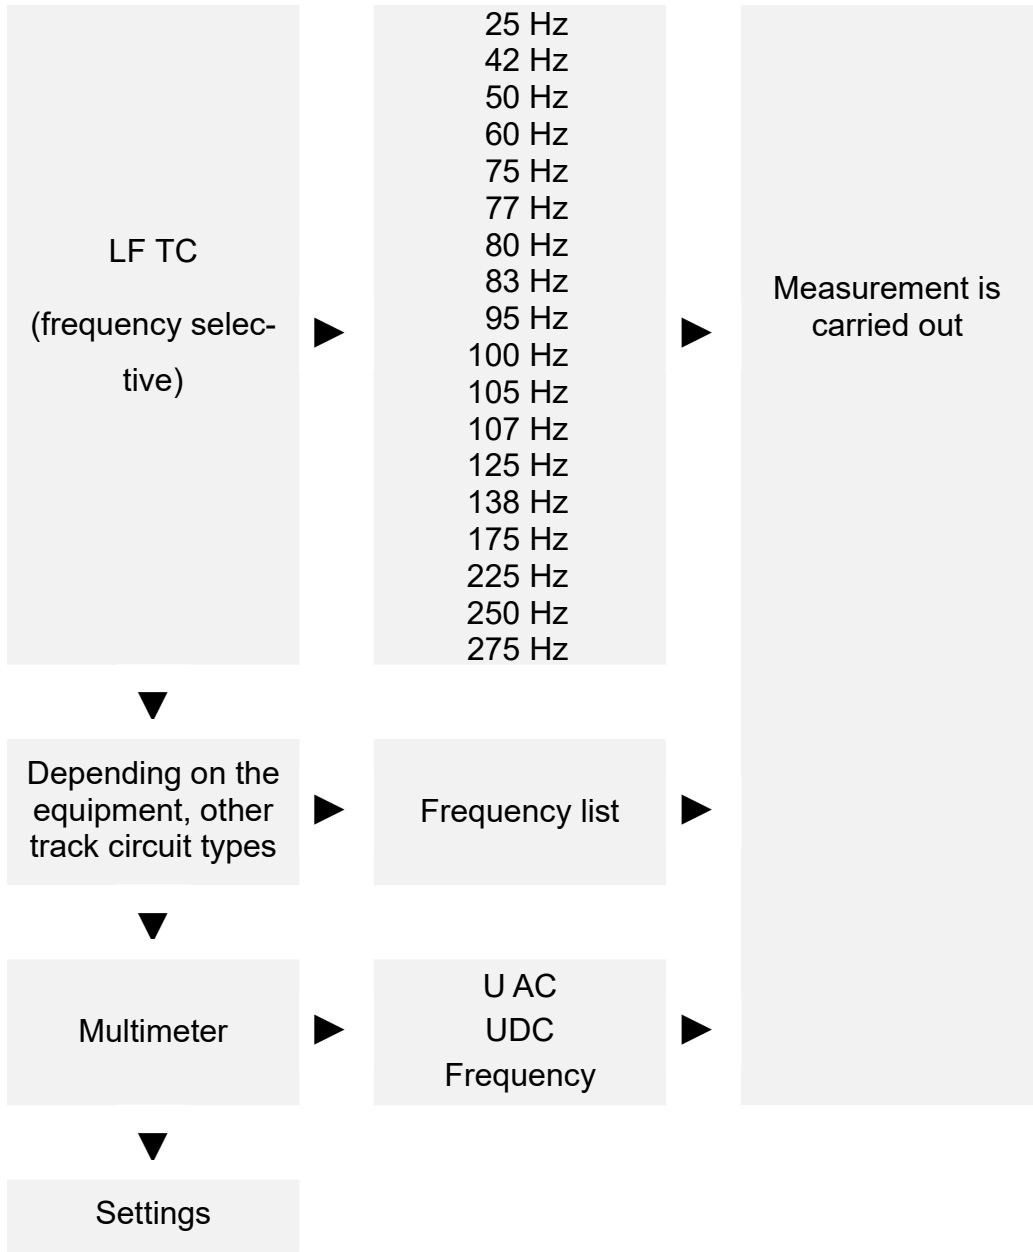 LF TC
(frequency selec-
tive)
25 Hz
42 Hz
50 Hz
60 Hz
75 Hz
77 Hz
80 Hz
83 Hz
95 Hz
100 Hz
105 Hz
107 Hz
125 Hz
138 Hz
175 Hz
225 Hz
250 Hz
275 Hz
Measurement is
carried out
Depending on the
equipment, other
track circuit types
Frequency list
Multimeter
U AC
UDC
Frequency
Settings